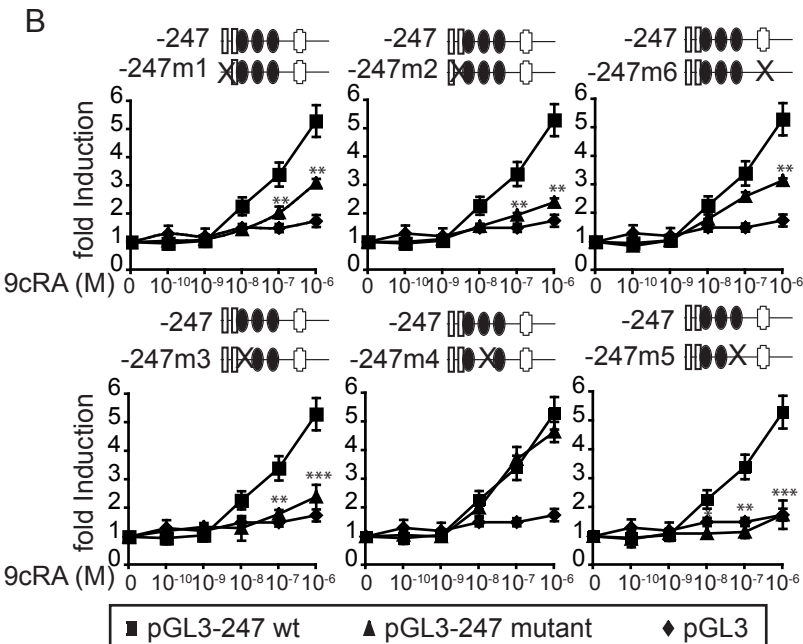 B
-247 -247 -247
-247m1 -247m2 -247m6
fold Induction
6
5
4
3
2
1
0
** **
** **
**
9cRA (M) 0 10⁻¹⁰ 10⁻⁹ 10⁻⁸ 10⁻⁷ 10⁻⁶ 0 10⁻¹⁰ 10⁻⁹ 10⁻⁸ 10⁻⁷ 10⁻⁶ 0 10⁻¹⁰ 10⁻⁹ 10⁻⁸ 10⁻⁷ 10⁻⁶
-247 -247 -247
-247m3 -247m4 -247m5
fold Induction
6
5
4
3
2
1
0
** ***
* ** ***
9cRA (M) 0 10⁻¹⁰ 10⁻⁹ 10⁻⁸ 10⁻⁷ 10⁻⁶ 0 10⁻¹⁰ 10⁻⁹ 10⁻⁸ 10⁻⁷ 10⁻⁶ 0 10⁻¹⁰ 10⁻⁹ 10⁻⁸ 10⁻⁷ 10⁻⁶
pGL3-247 wt pGL3-247 mutant pGL3